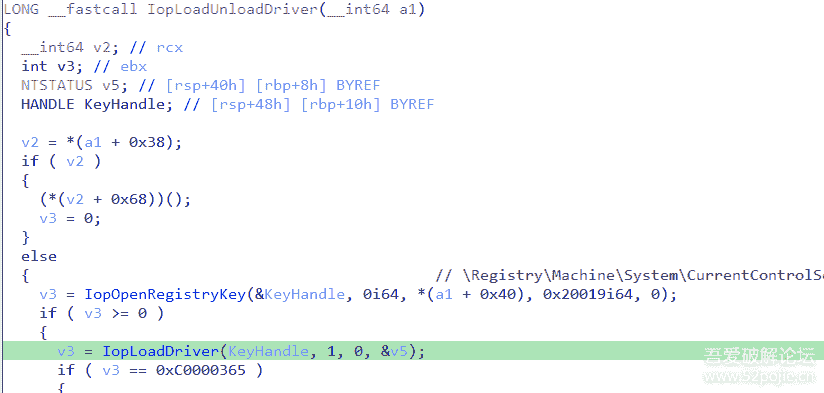 LONG __fastcall IopLoadUnloadDriver(__int64 a1)
{
__int64 v2; // rcx
int v3; // ebx
NTSTATUS v5; // [rsp+40h] [rbp+8h] BYREF
HANDLE KeyHandle; // [rsp+48h] [rbp+10h] BYREF
v2 = *(a1 + 0x38);
if ( v2 )
{
(*(v2 + 0x68))();
v3 = 0;
}
else
{ // \Registry\Machine\System\CurrentControlSe
v3 = IopOpenRegistryKey(&KeyHandle, 0i64, *(a1 + 0x40), 0x20019i64, 0);
if ( v3 >= 0 )
{
v3 = IopLoadDriver(KeyHandle, 1, 0, &v5);
if ( v3 == 0xC0000365 )
{
吾爱破解论坛
www.52pojie.cn